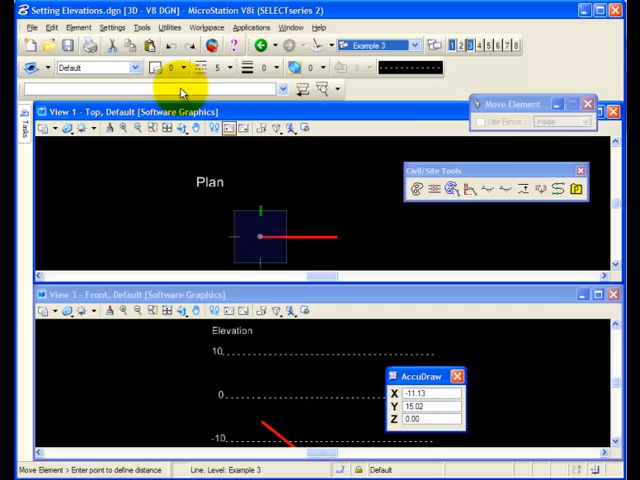 Setting Elevations.dgn [3D - V8 DGN] - MicroStation V8i (SELECTseries 2)
File Edit Element Settings Tools Utilities Workspace Applications Window Help
Example 3 1 2 3 4 5 6 7 8
Default 0 5 0 0
Move Element
Use Fence: Inside
Tasks
View 1 - Top, Default [Software Graphics]
Civil/Site Tools
Plan
View 3 - Front, Default [Software Graphics]
Elevation
10
0
-10
AccuDraw
X -11.13
Y 15.02
Z 0.00
Move Element > Enter point to define distance Line, Level: Example 3 Default